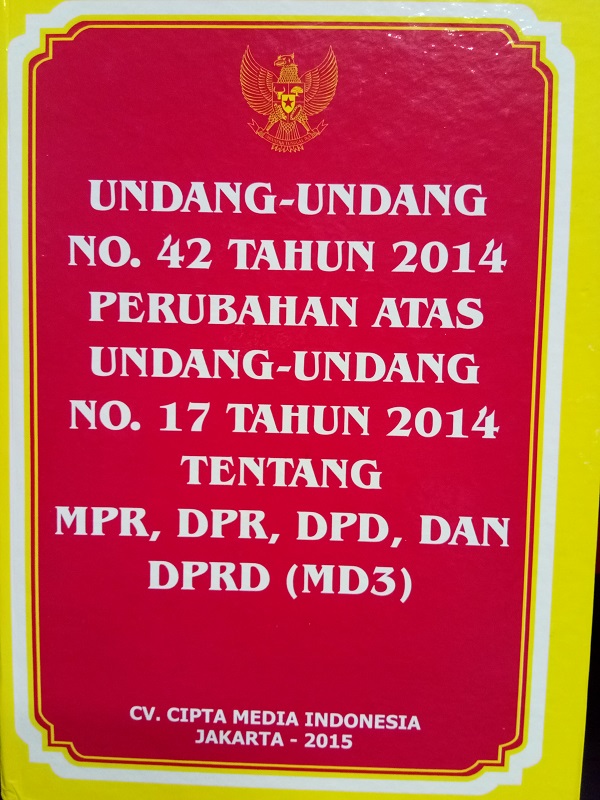 UNDANG-UNDANG
NO. 42 TAHUN 2014
PERUBAHAN ATAS
UNDANG-UNDANG
NO. 17 TAHUN 2014
TENTANG
MPR, DPR, DPD, DAN
DPRD (MD3)
CV. CIPTA MEDIA INDONESIA
JAKARTA - 2015